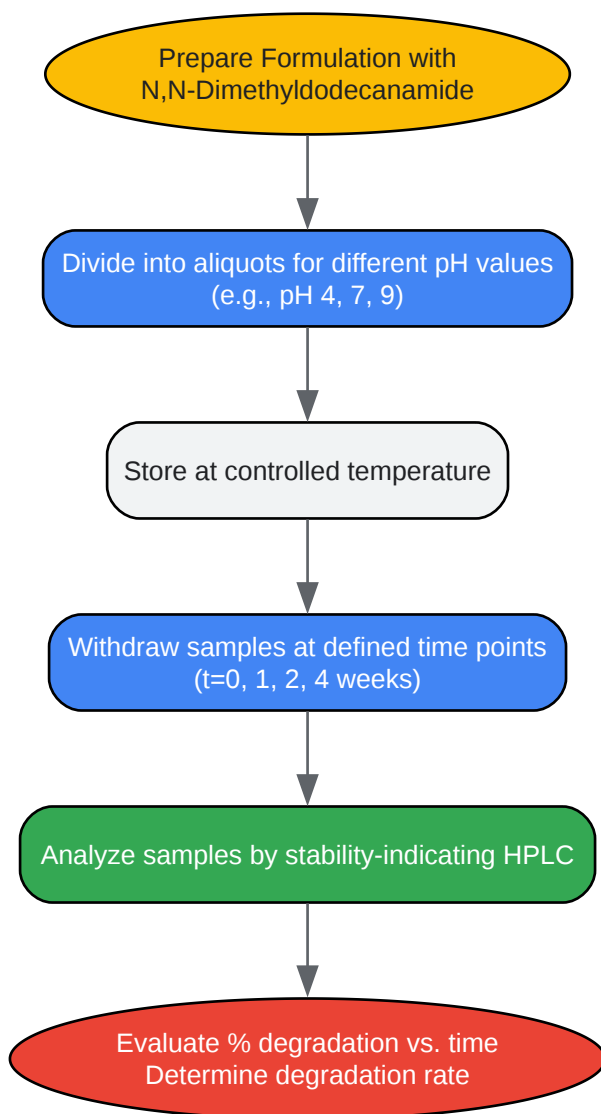 Prepare Formulation with
N,N-Dimethyldodecanamide
Divide into aliquots for different pH values
(e.g., pH 4, 7, 9)
Store at controlled temperature
Withdraw samples at defined time points
(t=0, 1, 2, 4 weeks)
Analyze samples by stability-indicating HPLC
Evaluate % degradation vs. time
Determine degradation rate